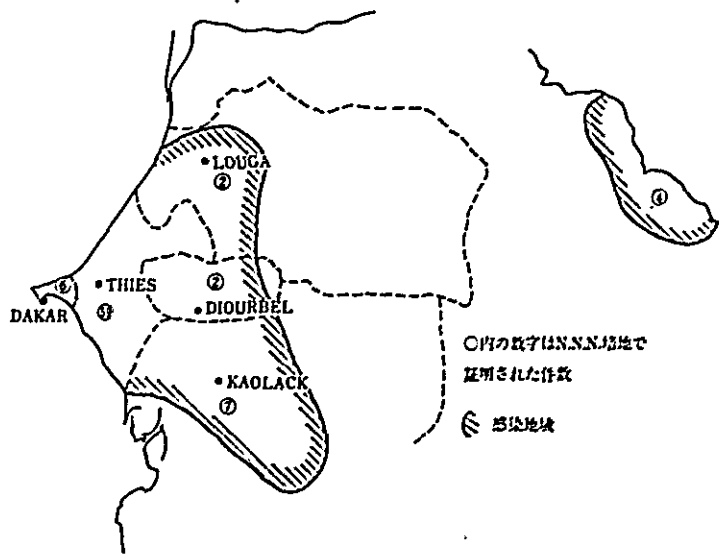 LOUGA
②
④
⑥
THIES
②
DAKAR
DIOURBEL
○内の数字はN.N.N.培地で
証明された件数
KAOLACK
⑦
感染地域